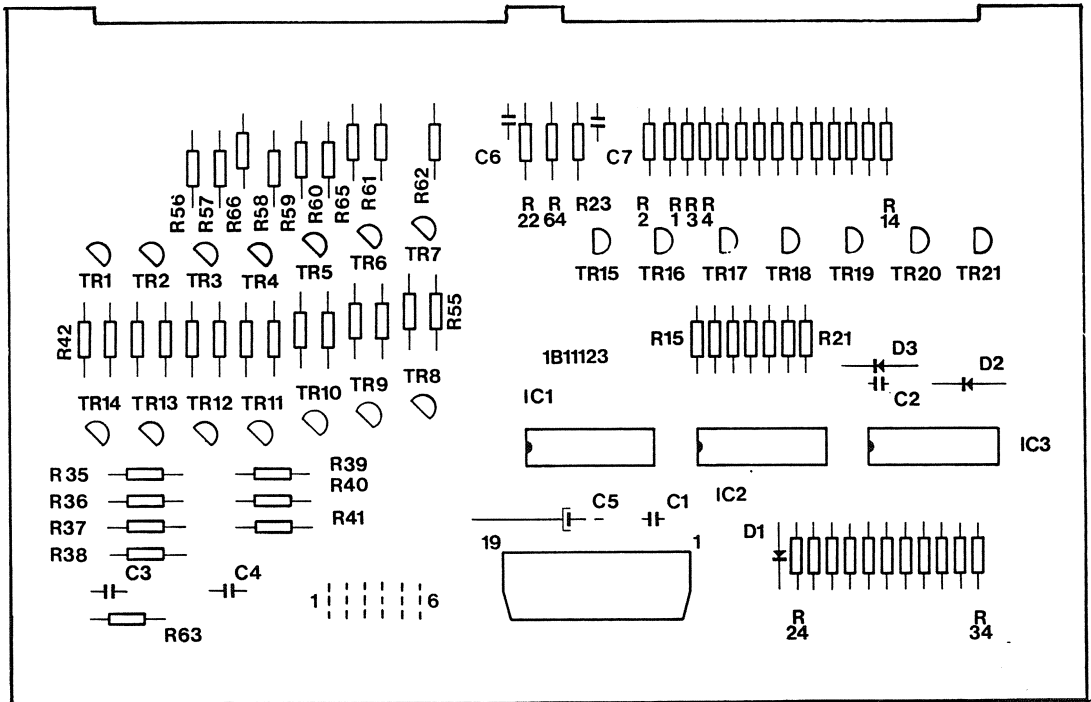 C6
C7
R56
R57
R66
R58
R59
R60
R65
R61
R62
R
22
R
64
R23
R
2
R
1
R
3
R
4
R
14
TR1
TR2
TR3
TR4
TR5
TR6
TR7
TR15
TR16
TR17
TR18
TR19
TR20
TR21
R42
R55
R15
R21
1B11123
D3
D2
C2
IC1
TR14
TR13
TR12
TR11
TR10
TR9
TR8
IC3
R35
R39
R36
R40
R37
R41
R38
IC2
C5
C1
19
1
D1
C3
C4
1
6
R63
R
24
R
34